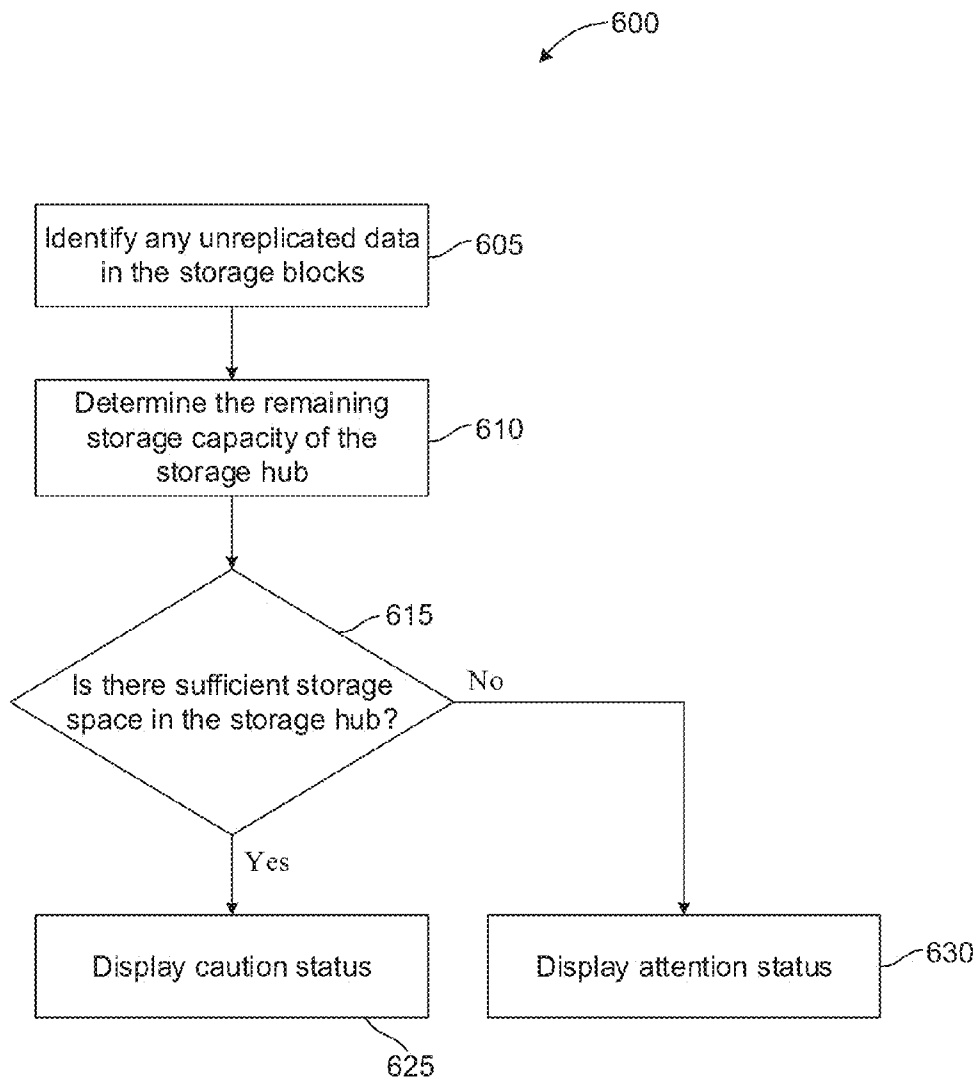 600
Identify any unreplicated data
in the storage blocks
605
Determine the remaining
storage capacity of the
storage hub
610
615
Is there sufficient storage
space in the storage hub?
No
Yes
Display caution status
625
Display attention status
630